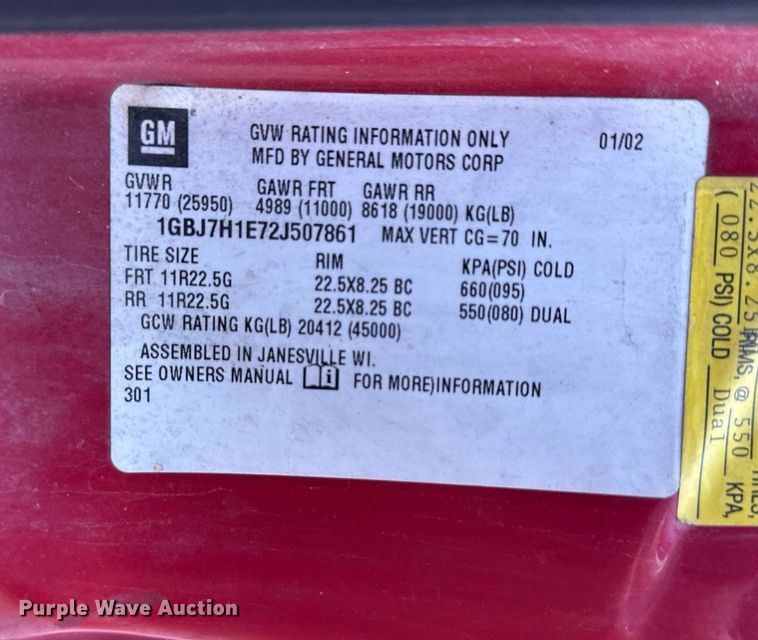 GM
GVW RATING INFORMATION ONLY 01/02
MFD BY GENERAL MOTORS CORP
GVWR GAWR FRT GAWR RR
11770 (25950) 4989 (11000) 8618 (19000) KG(LB)
1GBJ7H1E72J507861 MAX VERT CG=70 IN.
TIRE SIZE RIM KPA(PSI) COLD
FRT 11R22.5G 22.5X8.25 BC 660(095)
RR 11R22.5G 22.5X8.25 BC 550(080) DUAL
GCW RATING KG(LB) 20412 (45000)
ASSEMBLED IN JANESVILLE WI.
SEE OWNERS MANUAL i FOR MORE)INFORMATION
301
22.5X8.25 RIMS, @ 550 KPA,
( 080 PSI) COLD Dual
Purple Wave Auction